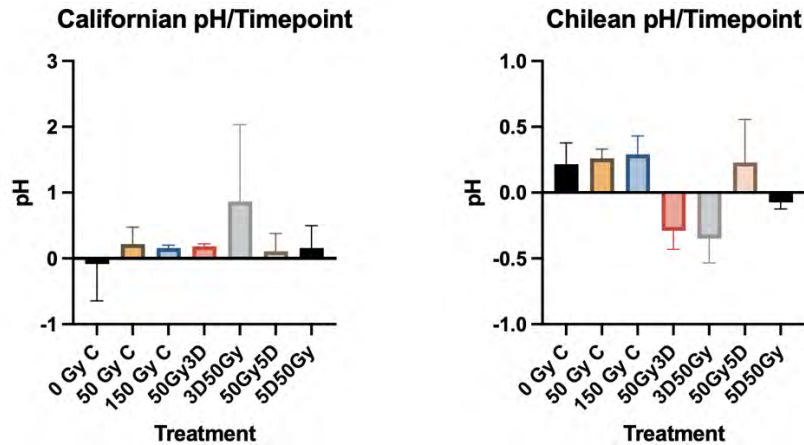 Californian pH/Timepoint
3
2
1
0
-1
pH
0 Gy C
50 Gy C
150 Gy C
50Gy3D
3D50Gy
50Gy5D
5D50Gy
Treatment
Chilean pH/Timepoint
1.0
0.5
0.0
-0.5
-1.0
pH
0 Gy C
50 Gy C
150 Gy C
50Gy3D
3D50Gy
50Gy5D
5D50Gy
Treatment